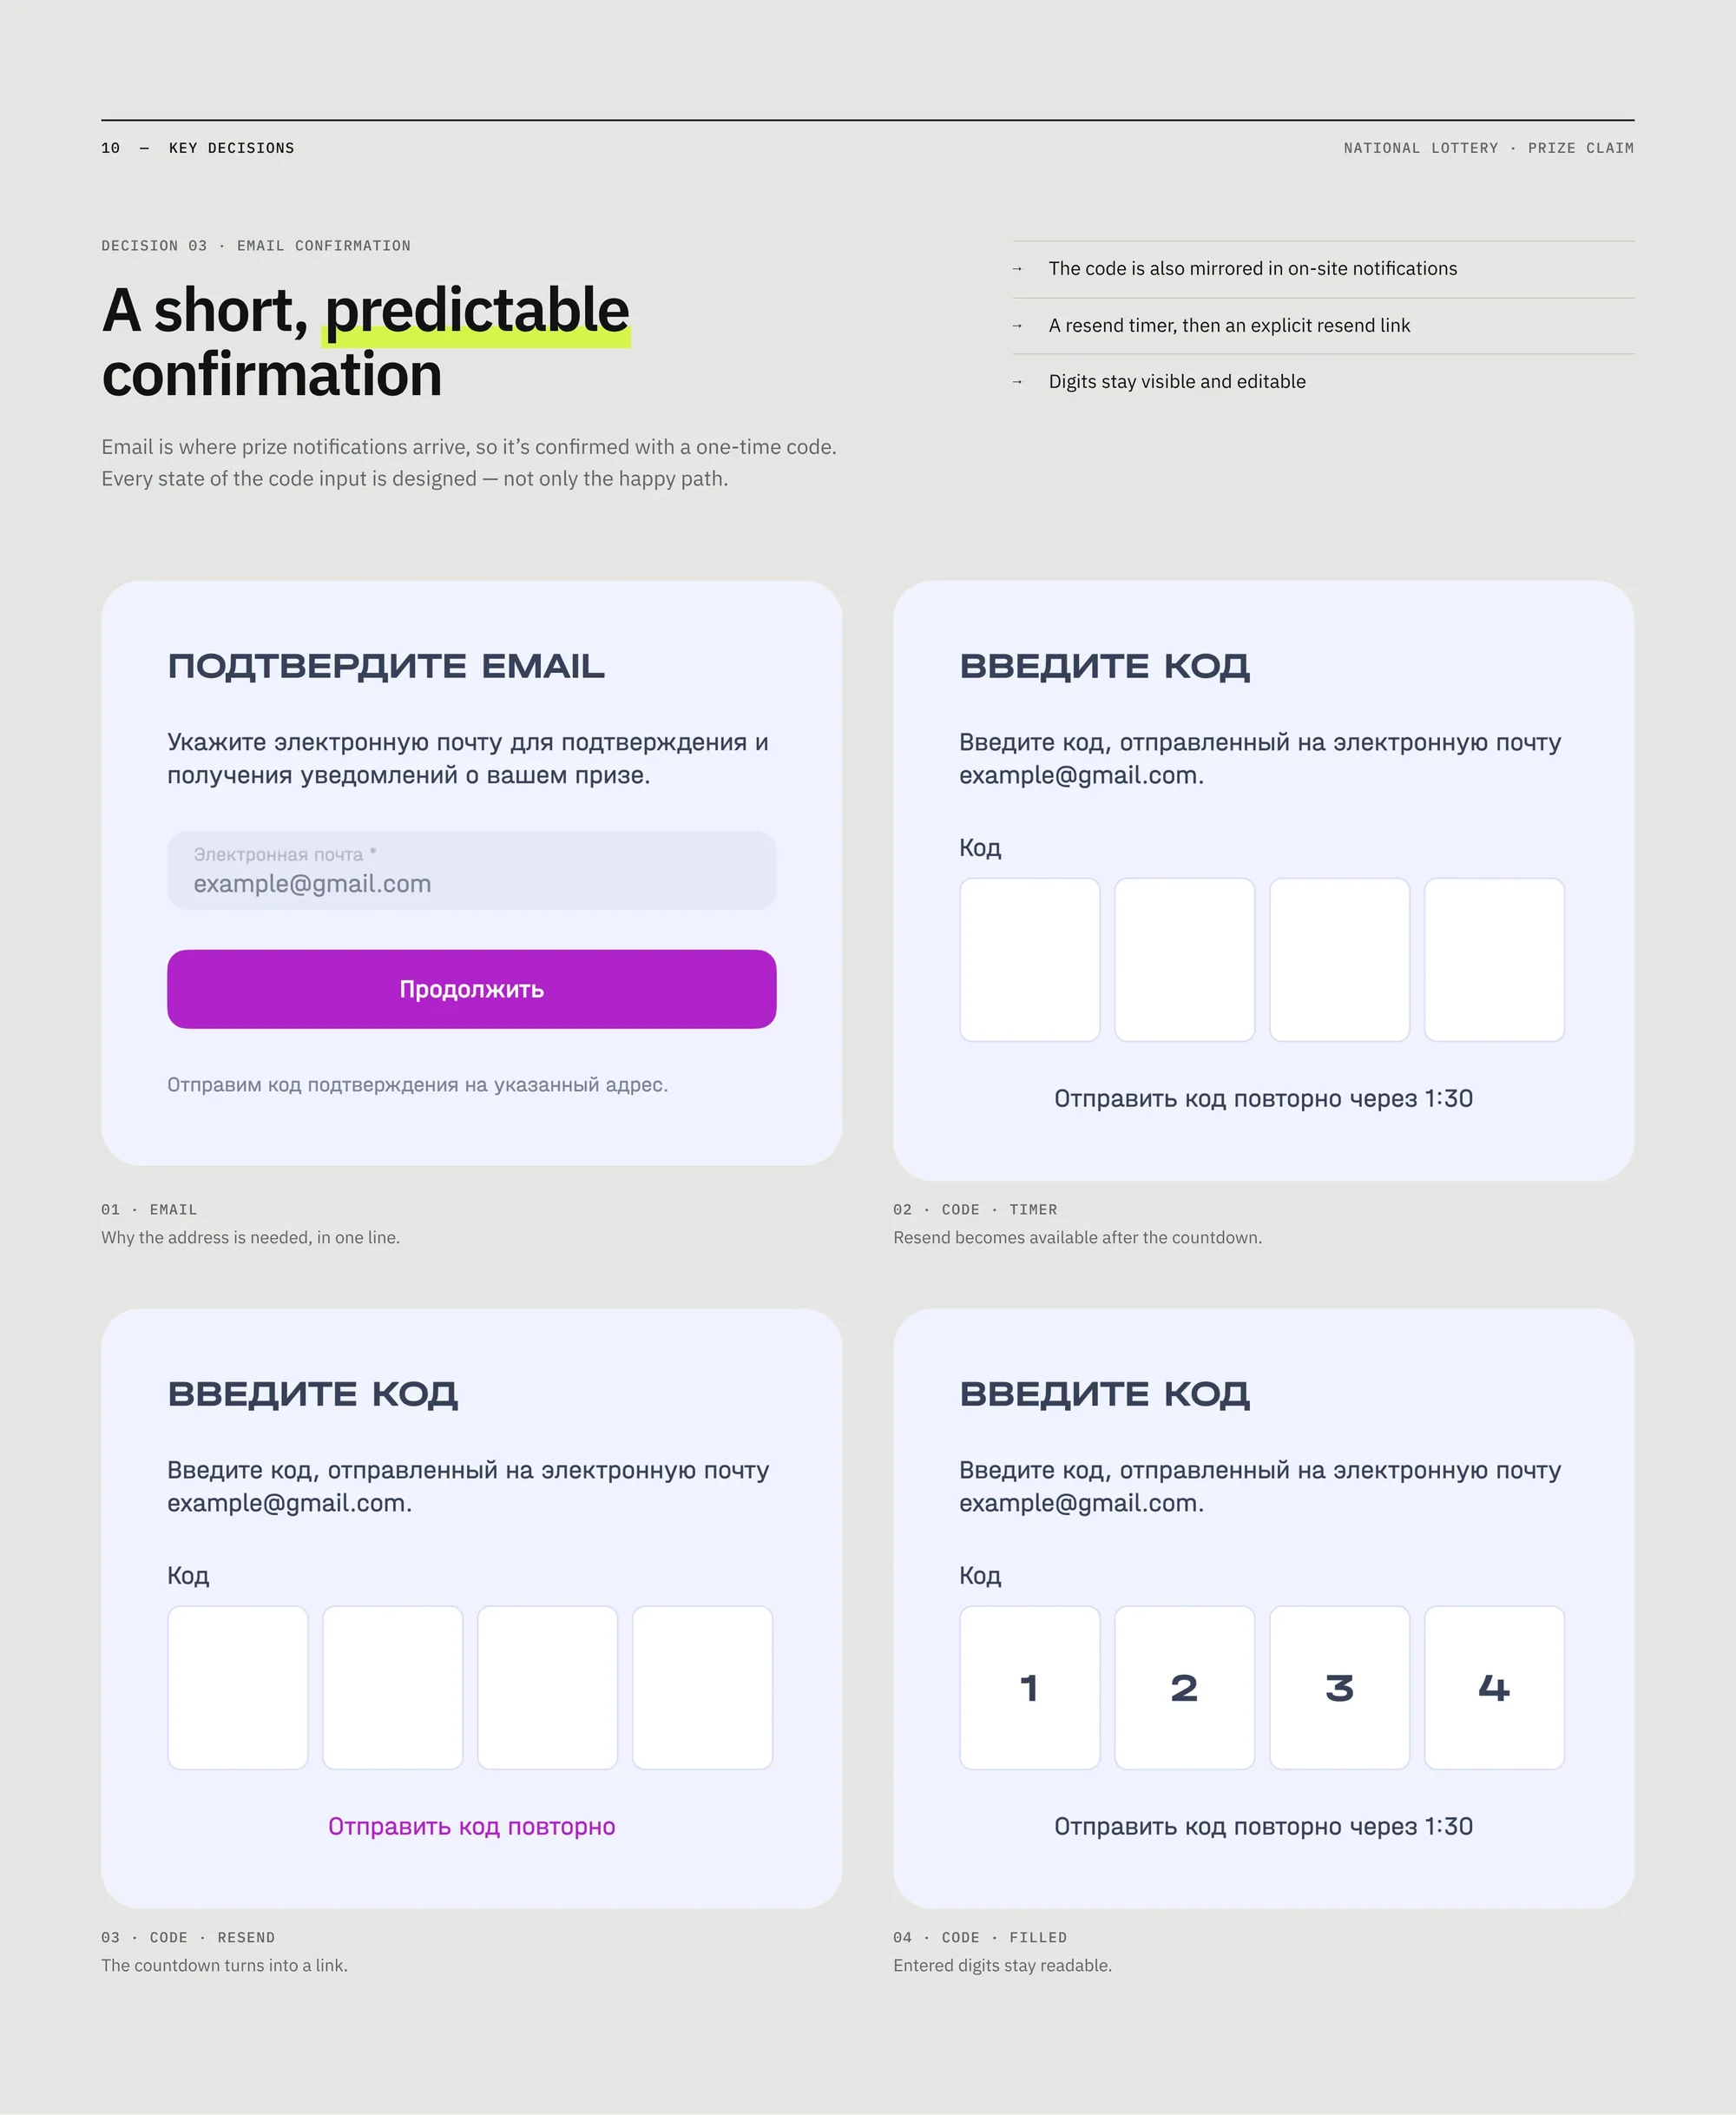 10 — KEY DECISIONS
NATIONAL LOTTERY · PRIZE CLAIM
DECISION 03 · EMAIL CONFIRMATION
A short, predictable
confirmation
Email is where prize notifications arrive, so it’s confirmed with a one-time code.
Every state of the code input is designed — not only the happy path.
→ The code is also mirrored in on-site notifications
→ A resend timer, then an explicit resend link
→ Digits stay visible and editable
ПОДТВЕРДИТЕ EMAIL
Укажите электронную почту для подтверждения и
получения уведомлений о вашем призе.
Электронная почта *
example@gmail.com
Продолжить
Отправим код подтверждения на указанный адрес.
01 · EMAIL
Why the address is needed, in one line.
ВВЕДИТЕ КОД
Введите код, отправленный на электронную почту
example@gmail.com.
Код
Отправить код повторно через 1:30
02 · CODE · TIMER
Resend becomes available after the countdown.
ВВЕДИТЕ КОД
Введите код, отправленный на электронную почту
example@gmail.com.
Код
Отправить код повторно
03 · CODE · RESEND
The countdown turns into a link.
ВВЕДИТЕ КОД
Введите код, отправленный на электронную почту
example@gmail.com.
Код
1 2 3 4
Отправить код повторно через 1:30
04 · CODE · FILLED
Entered digits stay readable.